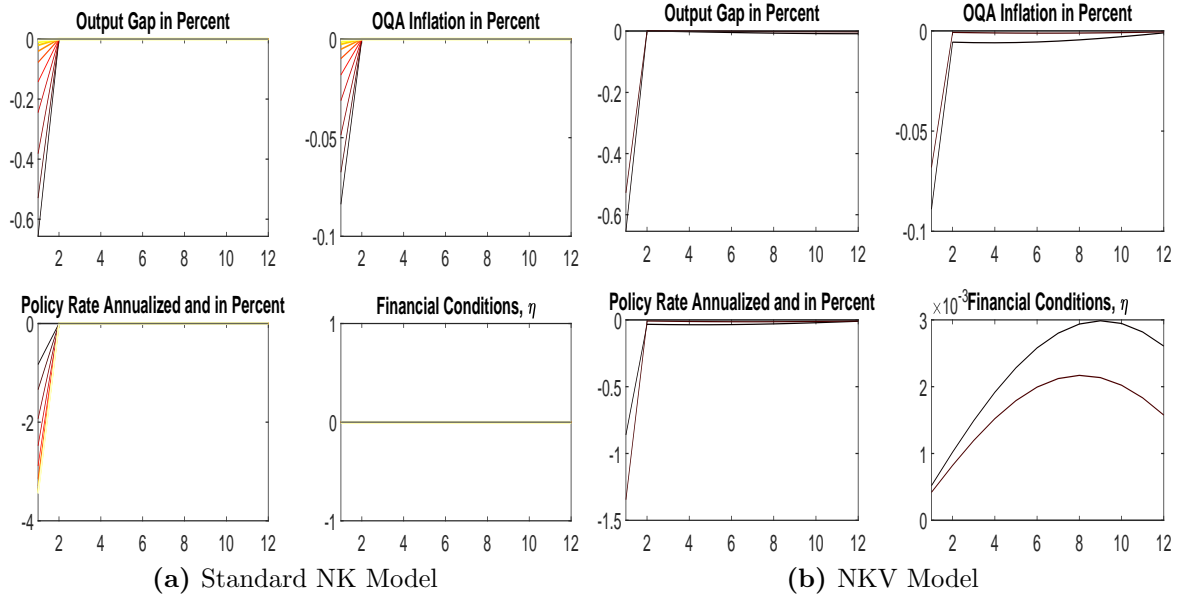 Output Gap in Percent
0
-0.2
-0.4
-0.6
2 4 6 8 10 12
OQA Inflation in Percent
0
-0.05
-0.1
2 4 6 8 10 12
Policy Rate Annualized and in Percent
0
-2
-4
2 4 6 8 10 12
Financial Conditions, η
1
0
-1
2 4 6 8 10 12
(a) Standard NK Model
Output Gap in Percent
0
-0.2
-0.4
-0.6
2 4 6 8 10 12
OQA Inflation in Percent
0
-0.05
-0.1
2 4 6 8 10 12
Policy Rate Annualized and in Percent
0
-0.5
-1
-1.5
2 4 6 8 10 12
×10⁻³ Financial Conditions, η
3
2
1
0
2 4 6 8 10 12
(b) NKV Model